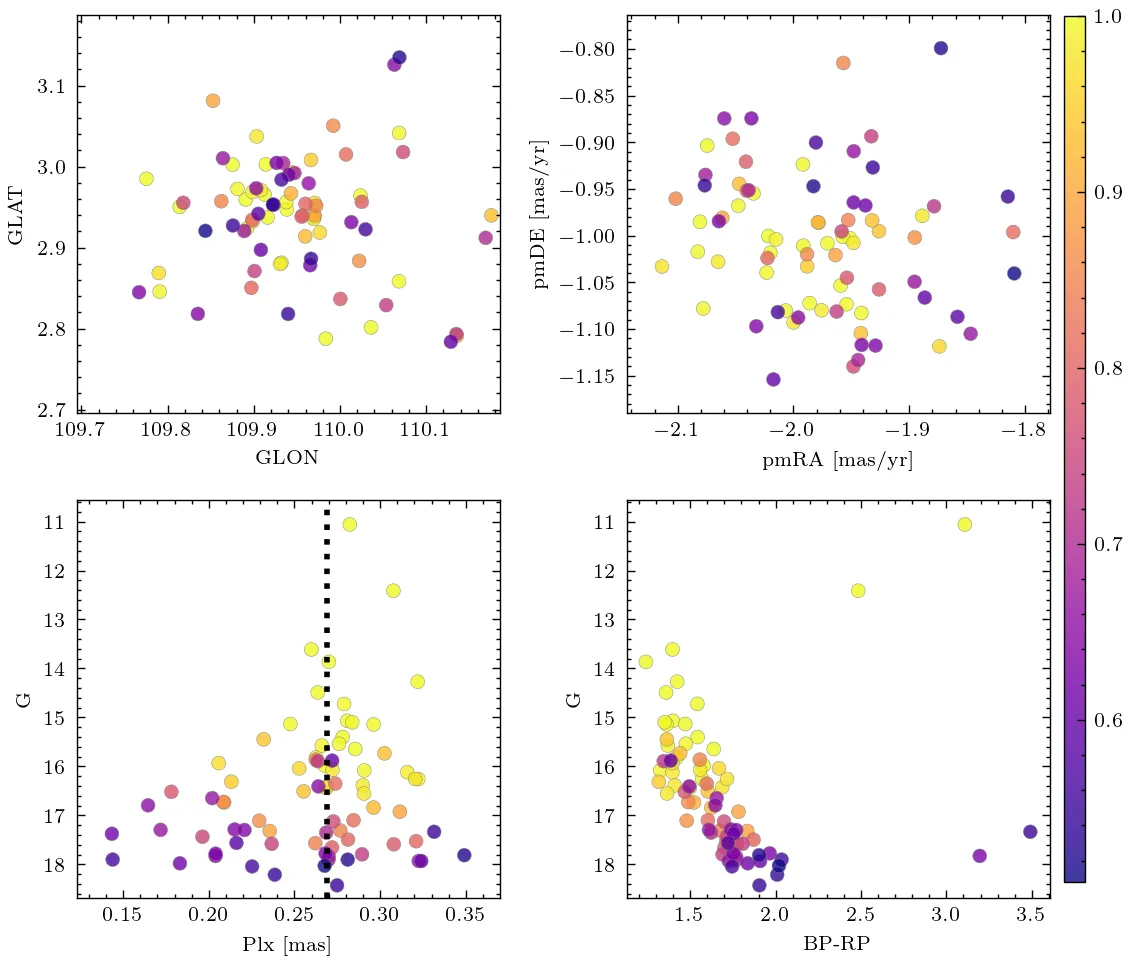 3.1
3.0
2.9
2.8
2.7
GLAT
109.7 109.8 109.9 110.0 110.1
GLON
−0.80
−0.85
−0.90
−0.95
−1.00
−1.05
−1.10
−1.15
pmDE [mas/yr]
−2.1 −2.0 −1.9 −1.8
pmRA [mas/yr]
11
12
13
14
15
16
17
18
G
0.15 0.20 0.25 0.30 0.35
Plx [mas]
11
12
13
14
15
16
17
18
G
1.5 2.0 2.5 3.0 3.5
BP-RP
1.0
0.9
0.8
0.7
0.6